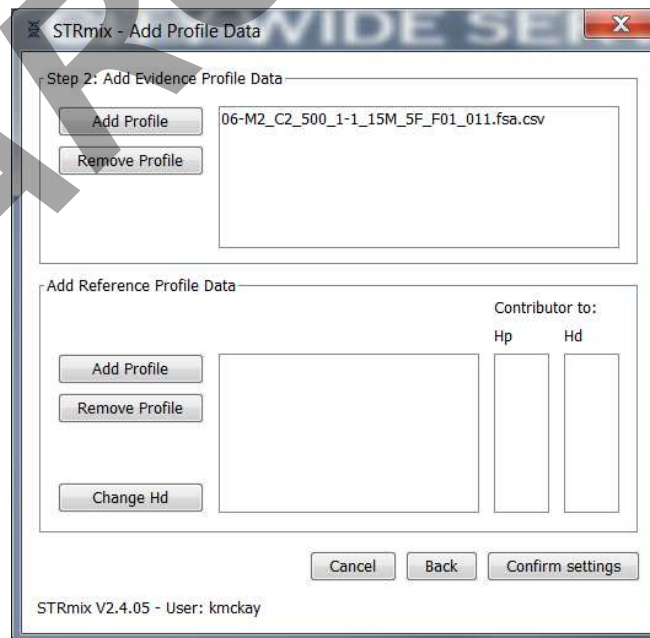 STRmix - Add Profile Data
Step 2: Add Evidence Profile Data
Add Profile
06-M2_C2_500_1-1_15M_5F_F01_011.fsa.csv
Remove Profile
Add Reference Profile Data
Contributor to:
Hp Hd
Add Profile
Remove Profile
Change Hd
Cancel Back Confirm settings
STRmix V2.4.05 - User: kmckay